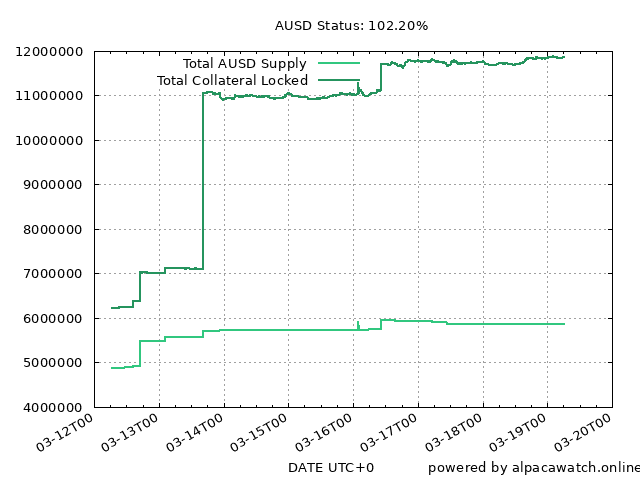 AUSD Status: 102.20%
12000000
11000000
10000000
9000000
8000000
7000000
6000000
5000000
4000000
Total AUSD Supply
Total Collateral Locked
03-12T00
03-13T00
03-14T00
03-15T00
03-16T00
03-17T00
03-18T00
03-19T00
03-20T00
DATE UTC+0
powered by alpacawatch.online